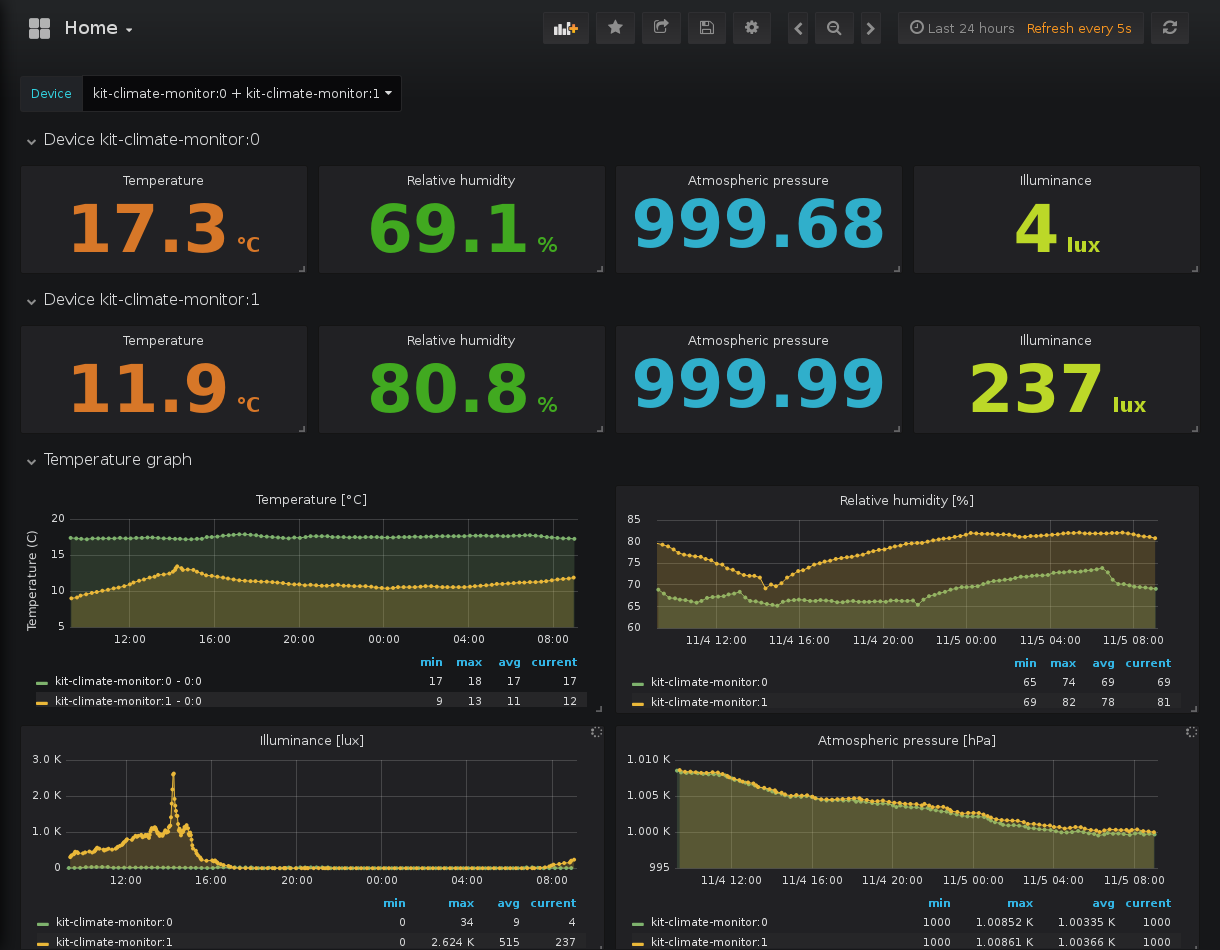 Home
Last 24 hours Refresh every 5s
Device kit-climate-monitor:0 + kit-climate-monitor:1
Device kit-climate-monitor:0
Temperature
17.3 °C
Relative humidity
69.1 %
Atmospheric pressure
999.68
Illuminance
4 lux
Device kit-climate-monitor:1
Temperature
11.9 °C
Relative humidity
80.8 %
Atmospheric pressure
999.99
Illuminance
237 lux
Temperature graph
Temperature [°C]
Temperature (C)
20
15
10
5
12:00 16:00 20:00 00:00 04:00 08:00
min max avg current
kit-climate-monitor:0 - 0:0 17 18 17 17
kit-climate-monitor:1 - 0:0 9 13 11 12
Relative humidity [%]
85
80
75
70
65
60
11/4 12:00 11/4 16:00 11/4 20:00 11/5 00:00 11/5 04:00 11/5 08:00
min max avg current
kit-climate-monitor:0 65 74 69 69
kit-climate-monitor:1 69 82 78 81
Illuminance [lux]
3.0 K
2.0 K
1.0 K
0
12:00 16:00 20:00 00:00 04:00 08:00
min max avg current
kit-climate-monitor:0 0 34 9 4
kit-climate-monitor:1 0 2.624 K 515 237
Atmospheric pressure [hPa]
1.010 K
1.005 K
1.000 K
995
11/4 12:00 11/4 16:00 11/4 20:00 11/5 00:00 11/5 04:00 11/5 08:00
min max avg current
kit-climate-monitor:0 1000 1.00852 K 1.00335 K 1000
kit-climate-monitor:1 1000 1.00861 K 1.00366 K 1000